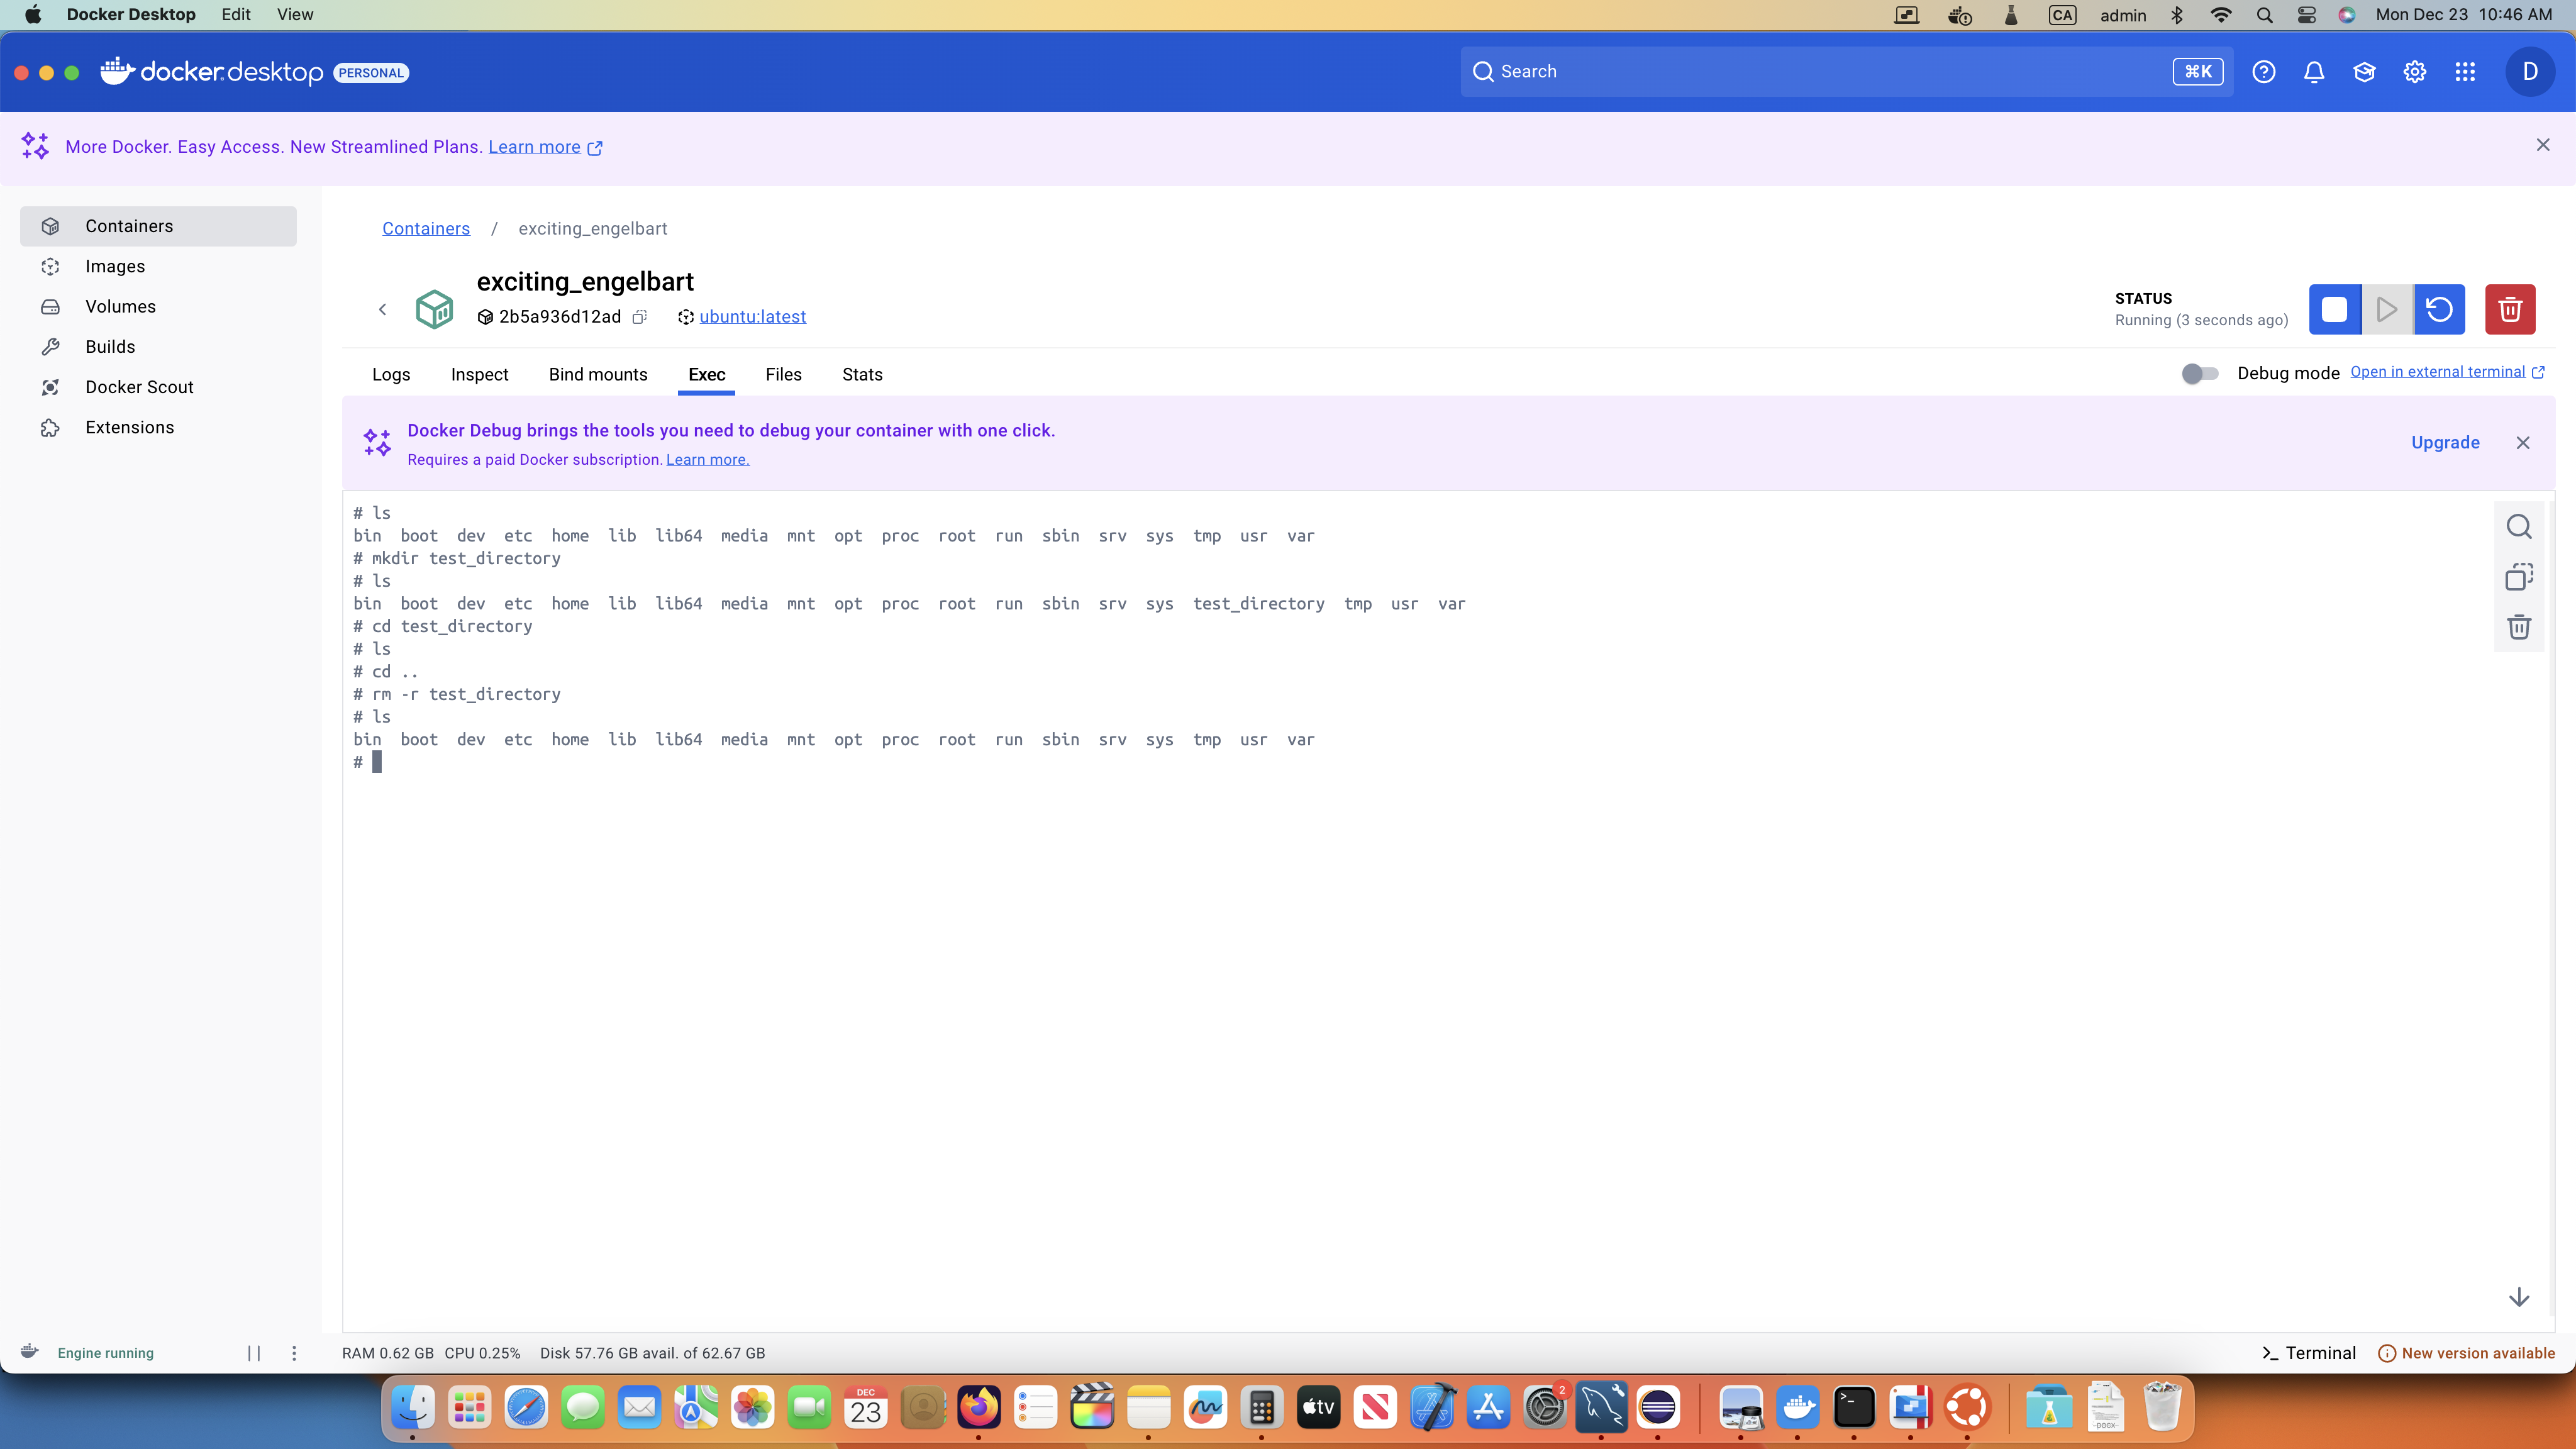 Docker Desktop Edit View CA admin Mon Dec 23 10:46 AM
docker. desktop PERSONAL Search ⌘K D
More Docker. Easy Access. New Streamlined Plans. Learn more
Containers
Images
Volumes
Builds
Docker Scout
Extensions
Containers / exciting_engelbart
exciting_engelbart
2b5a936d12ad ubuntu:latest
STATUS
Running (3 seconds ago)
Logs Inspect Bind mounts Exec Files Stats Debug mode Open in external terminal
Docker Debug brings the tools you need to debug your container with one click.
Requires a paid Docker subscription. Learn more.
Upgrade
# ls
bin boot dev etc home lib lib64 media mnt opt proc root run sbin srv sys tmp usr var
# mkdir test_directory
# ls
bin boot dev etc home lib lib64 media mnt opt proc root run sbin srv sys test_directory tmp usr var
# cd test_directory
# ls
# cd ..
# rm -r test_directory
# ls
bin boot dev etc home lib lib64 media mnt opt proc root run sbin srv sys tmp usr var
#
Engine running RAM 0.62 GB CPU 0.25% Disk 57.76 GB avail. of 62.67 GB >_ Terminal New version available
DEC
23
tv
2
DOCX